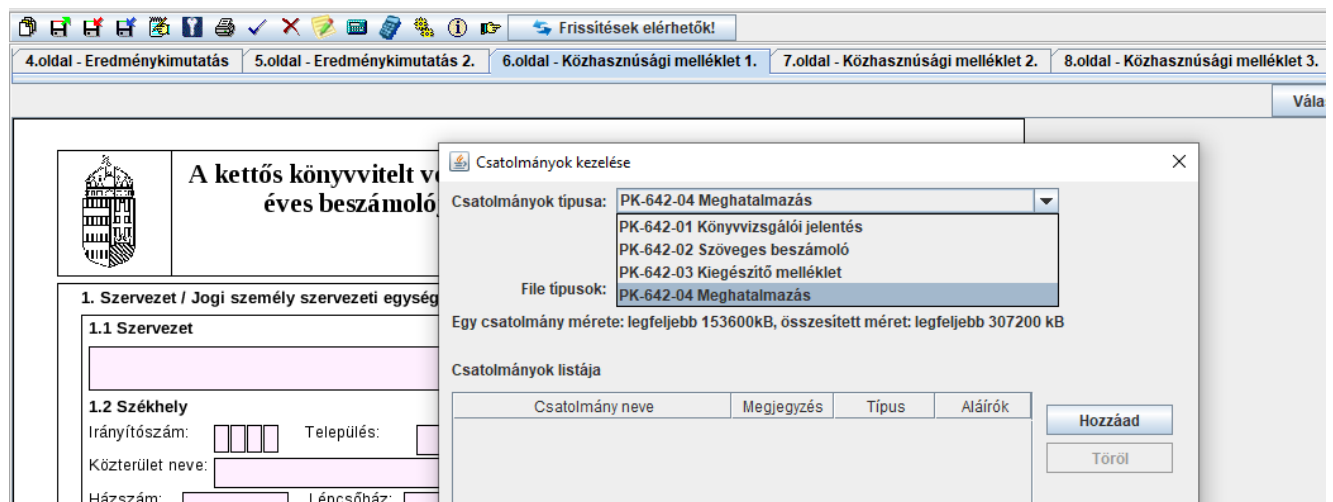 Frissítések elérhetők!
4.oldal - Eredménykimutatás 5.oldal - Eredménykimutatás 2. 6.oldal - Közhasznúsági melléklet 1. 7.oldal - Közhasznúsági melléklet 2. 8.oldal - Közhasznúsági melléklet 3.
A kettős könyvvitelt
éves
Csatolmányok kezelése
Csatolmányok típusa: PK-642-04 Meghatalmazás
PK-642-01 Könyvvizsgálói jelentés
PK-642-02 Szöveges beszámoló
PK-642-03 Kiegészítő melléklet
File típusok: PK-642-04 Meghatalmazás
Egy csatolmány mérete: legfeljebb 153600kB, összesített méret: legfeljebb 307200 kB
Csatolmányok listája
Csatolmány neve Megjegyzés Típus Aláírók
Hozzáad
Töröl
1. Szervezet / Jogi személy szervezeti
1.1 Szervezet
1.2 Székhely
Irányítószám: Település:
Közterület neve:
Házszám: Lépcsőház: